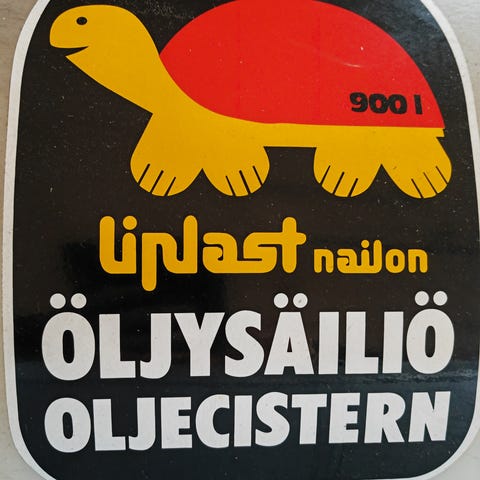 900 l
liplast nailon
ÖLJYSÄILIÖ
OLJECISTERN